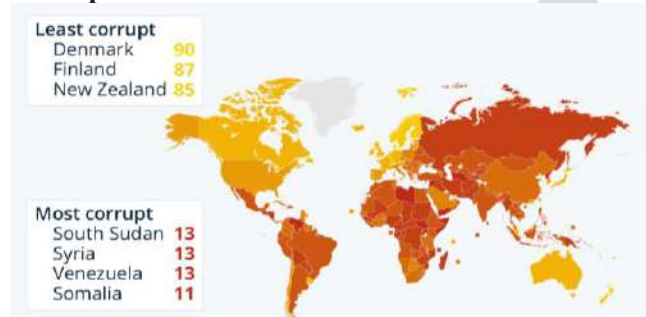 Least corrupt
Denmark 90
Finland 87
New Zealand 85
Most corrupt
South Sudan 13
Syria 13
Venezuela 13
Somalia 11